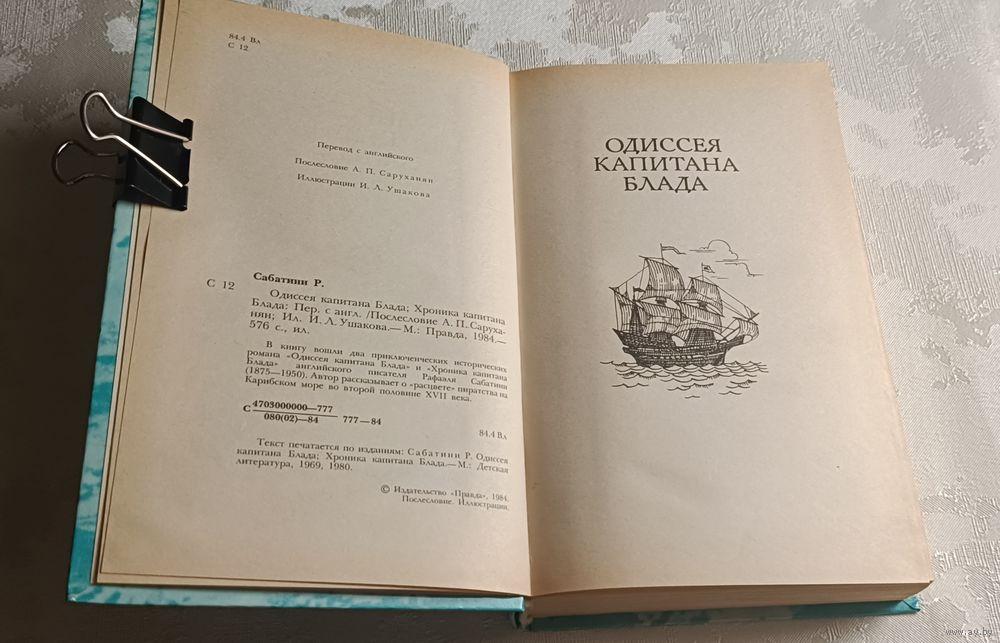 84.4 Вл
С 12
Перевод с английского
Послесловие А. П. Саруханян
Иллюстрации И. Л. Ушакова
Сабатини Р.
С 12
Одиссея капитана Блада; Хроника капитана
Блада; Пер. с англ. /Послесловие А. П. Саруха-
нян; Ил. И. Л. Ушакова.— М.: Правда, 1984.—
576 с., ил.
В книгу вошли два приключенческих исторических
романа «Одиссея капитана Блада» и «Хроника капитана
Блада» английского писателя Рафаэля Сабатини
(1875—1950). Автор рассказывает о «расцвете» пиратства на
Карибском море во второй половине XVII века.
С 4703000000—777
080(02)—84 777—84
84.4 Вл
Текст печатается по изданиям: Сабатини Р. Одиссея
капитана Блада; Хроника капитана Блада.— М.: Детская
литература, 1969, 1980.
© Издательство «Правда», 1984.
Послесловие. Иллюстрации.
ОДИССЕЯ
КАПИТАНА
БЛАДА
www.ay.by